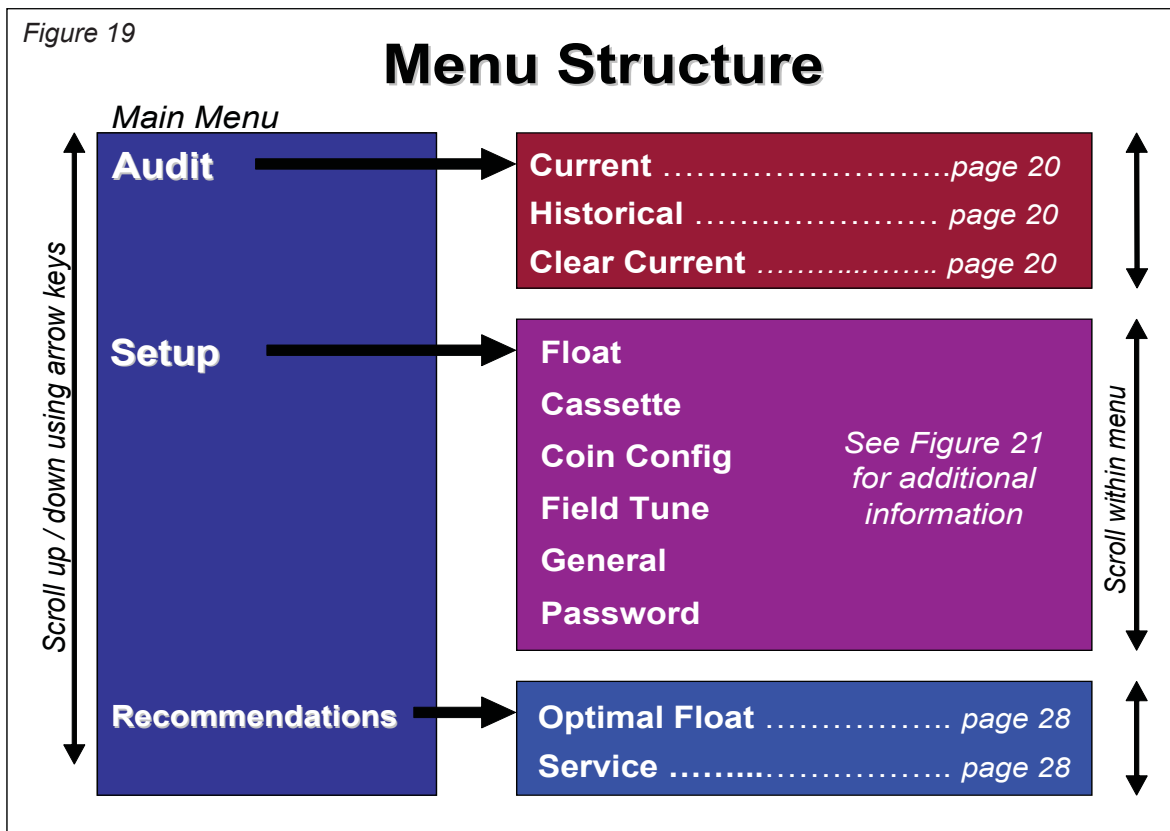 Figure 19
Menu Structure
Main Menu
Audit
Current ……………………….. page 20
Historical …….……………… page 20
Clear Current ………...……. page 20
Setup
Float
Cassette
Coin Config
Field Tune
General
Password
See Figure 21
for additional
information
Recommendations
Optimal Float ……………….. page 28
Service ……...……………….. page 28
Scroll up / down using arrow keys
Scroll within menu